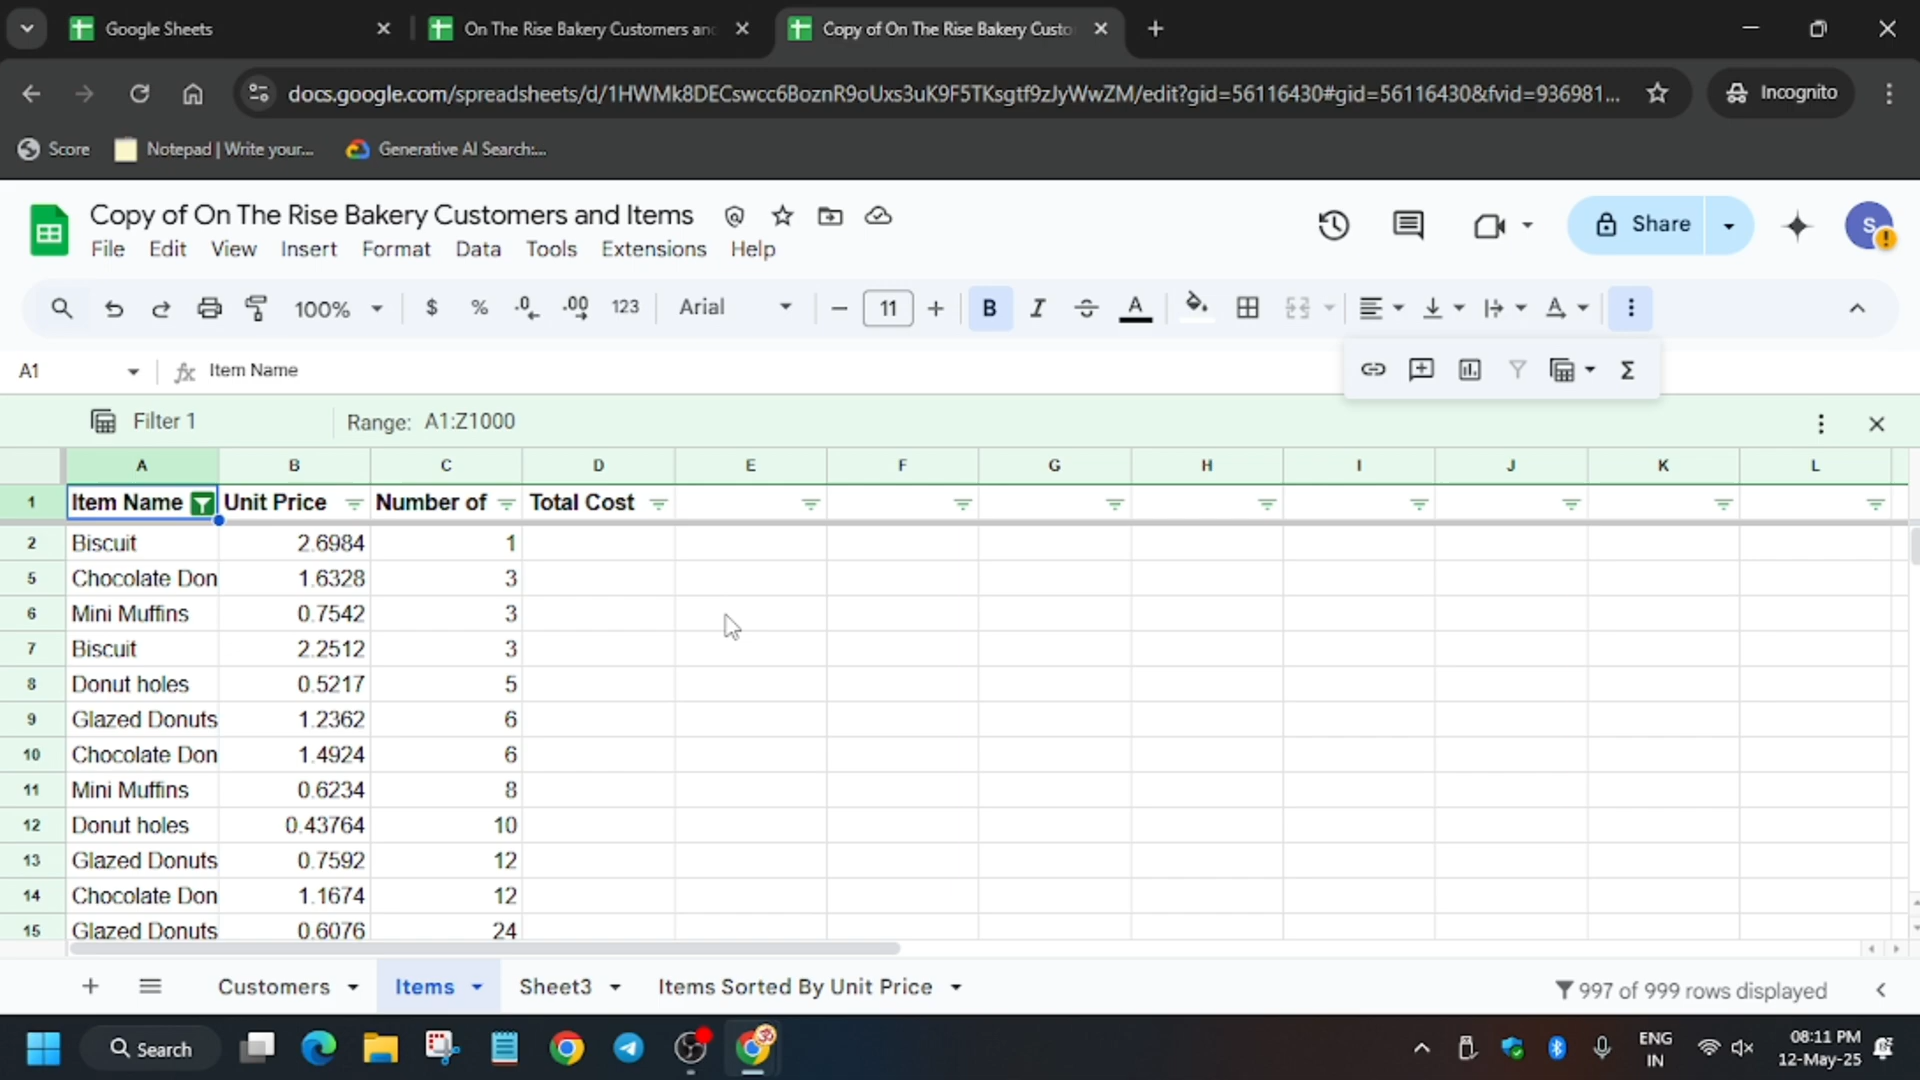 Google Sheets
On The Rise Bakery Customers an
Copy of On The Rise Bakery Custo
docs.google.com/spreadsheets/d/1HWMk8DECswcc6BoznR9oUxs3uK9F5TKsgtf9zJyWwZM/edit?gid=56116430#gid=56116430&fvid=936981...
Incognito
Score
Notepad | Write your...
Generative AI Search:...
Copy of On The Rise Bakery Customers and Items
Share
S
File Edit View Insert Format Data Tools Extensions Help
100% $ % .0 .00 123 Arial 11 B I A
A1 fx Item Name
Filter 1 Range: A1:Z1000
A B C D E F G H I J K L
1 Item Name Unit Price Number of Total Cost
2 Biscuit 2.6984 1
5 Chocolate Don 1.6328 3
6 Mini Muffins 0.7542 3
7 Biscuit 2.2512 3
8 Donut holes 0.5217 5
9 Glazed Donuts 1.2362 6
10 Chocolate Don 1.4924 6
11 Mini Muffins 0.6234 8
12 Donut holes 0.43764 10
13 Glazed Donuts 0.7592 12
14 Chocolate Don 1.1674 12
15 Glazed Donuts 0.6076 24
Customers Items Sheet3 Items Sorted By Unit Price 997 of 999 rows displayed
Search
ENG
IN
08:11 PM
12-May-25